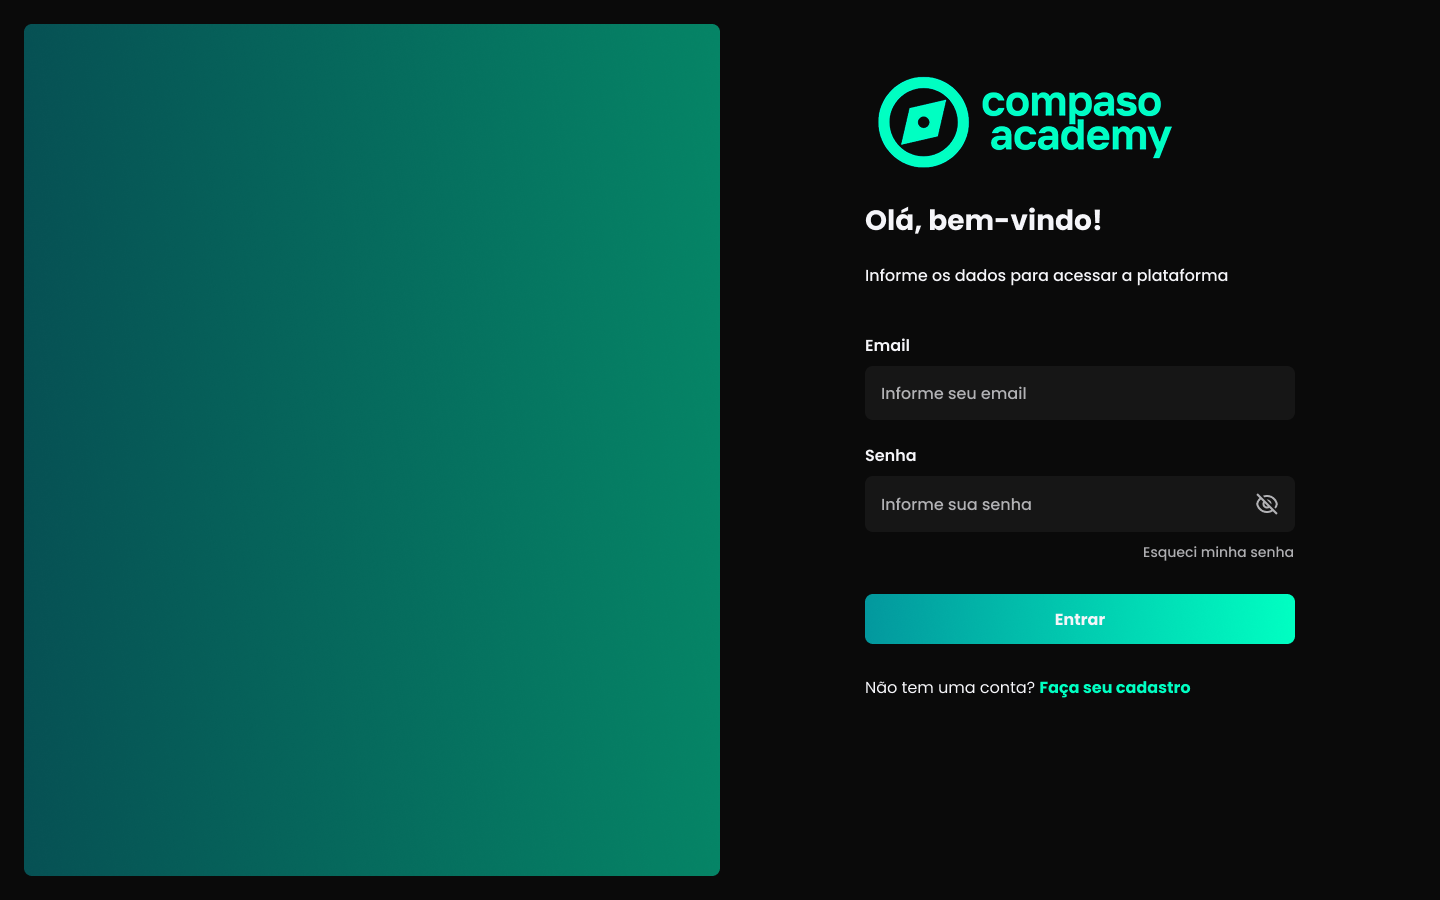 compaso
academy
Olá, bem-vindo!
Informe os dados para acessar a plataforma
Email
Informe seu email
Senha
Informe sua senha
Esqueci minha senha
Entrar
Não tem uma conta? Faça seu cadastro